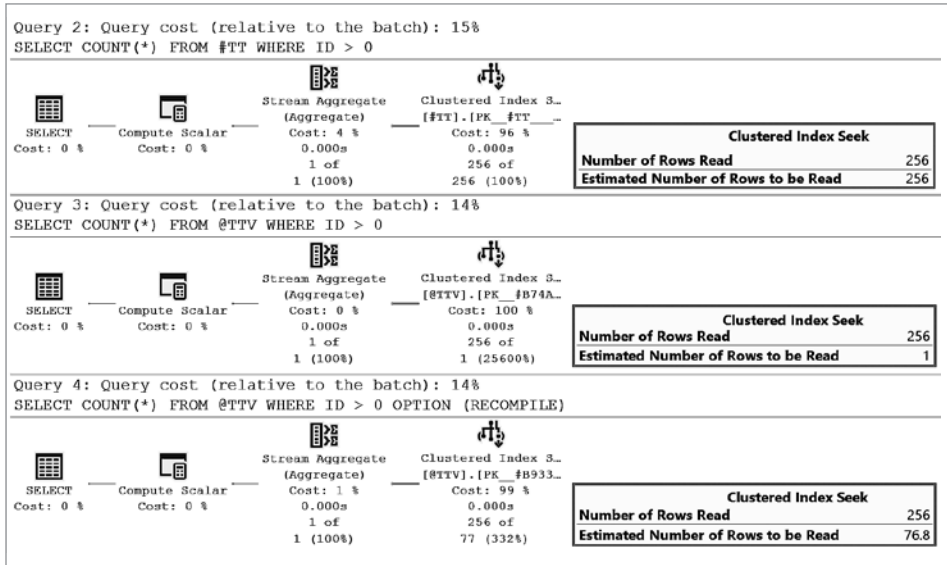 Query 2: Query cost (relative to the batch): 15%
SELECT COUNT(*) FROM #TT WHERE ID > 0
Stream Aggregate Clustered Index S…
(Aggregate) [#TT].[PK__#TT___…
SELECT Compute Scalar Cost: 4 % Cost: 96 %
Cost: 0 % Cost: 0 % 0.000s 0.000s
1 of 256 of
1 (100%) 256 (100%)
Clustered Index Seek
Number of Rows Read 256
Estimated Number of Rows to be Read 256
Query 3: Query cost (relative to the batch): 14%
SELECT COUNT(*) FROM @TTV WHERE ID > 0
Stream Aggregate Clustered Index S…
(Aggregate) [@TTV].[PK__#B74A…
SELECT Compute Scalar Cost: 0 % Cost: 100 %
Cost: 0 % Cost: 0 % 0.000s 0.000s
1 of 256 of
1 (100%) 1 (25600%)
Clustered Index Seek
Number of Rows Read 256
Estimated Number of Rows to be Read 1
Query 4: Query cost (relative to the batch): 14%
SELECT COUNT(*) FROM @TTV WHERE ID > 0 OPTION (RECOMPILE)
Stream Aggregate Clustered Index S…
(Aggregate) [@TTV].[PK__#B933…
SELECT Compute Scalar Cost: 1 % Cost: 99 %
Cost: 0 % Cost: 0 % 0.000s 0.000s
1 of 256 of
1 (100%) 77 (332%)
Clustered Index Seek
Number of Rows Read 256
Estimated Number of Rows to be Read 76.8